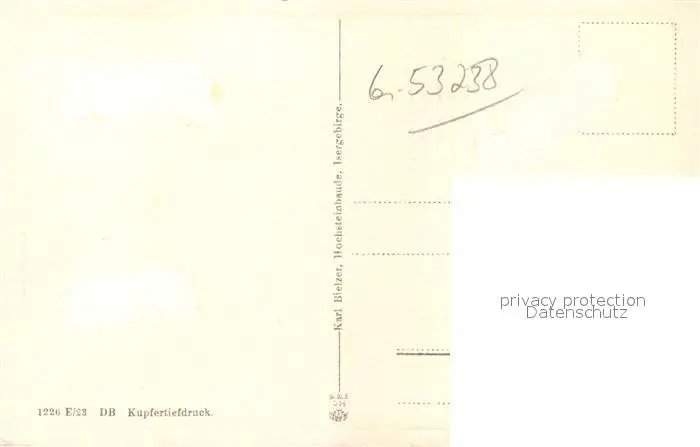 6-53238
Karl Bielzer, Hochsteinbaude, Isergebirge.
privacy protection
Datenschutz
1226 E/23 DB Kupfertiefdruck.